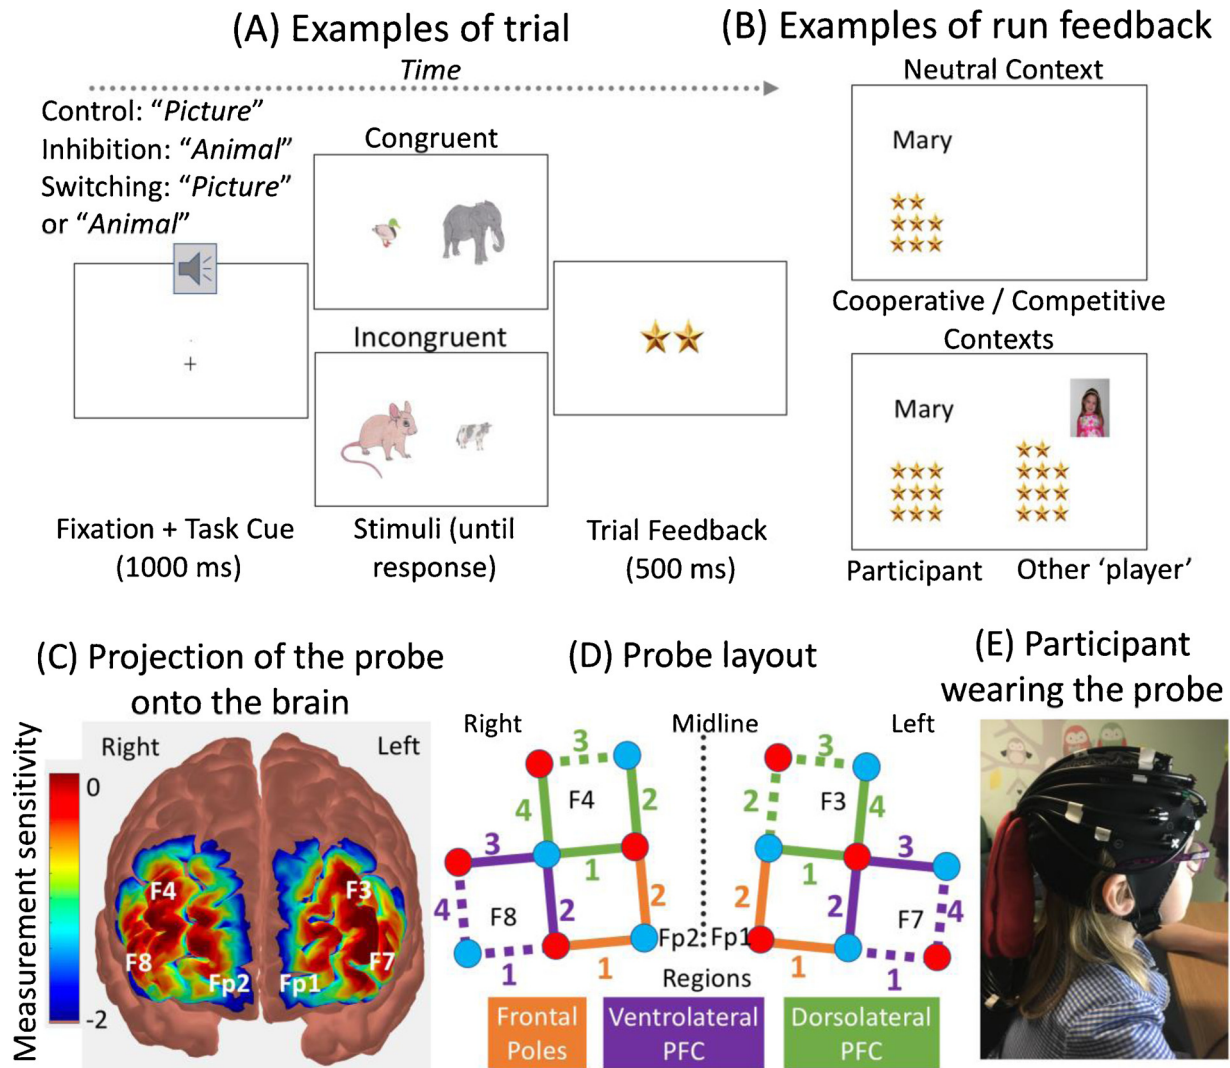 (A) Examples of trial
Time
Control: “Picture”
Inhibition: “Animal”
Switching: “Picture”
or “Animal”
Congruent
Incongruent
+
Fixation + Task Cue
(1000 ms)
Stimuli (until
response)
Trial Feedback
(500 ms)
(B) Examples of run feedback
Neutral Context
Mary
Cooperative / Competitive
Contexts
Mary
Participant
Other ‘player’
(C) Projection of the probe
onto the brain
Measurement sensitivity
0
-2
Right
Left
F4
F3
F8
F7
Fp2
Fp1
(D) Probe layout
Right
Midline
Left
3
F4
4
2
3
1
2
4
F8
2
Fp2
1
1
3
2
F3
4
3
1
2
2
F7
4
Fp1
1
1
Regions
Frontal
Poles
Ventrolateral
PFC
Dorsolateral
PFC
(E) Participant
wearing the probe